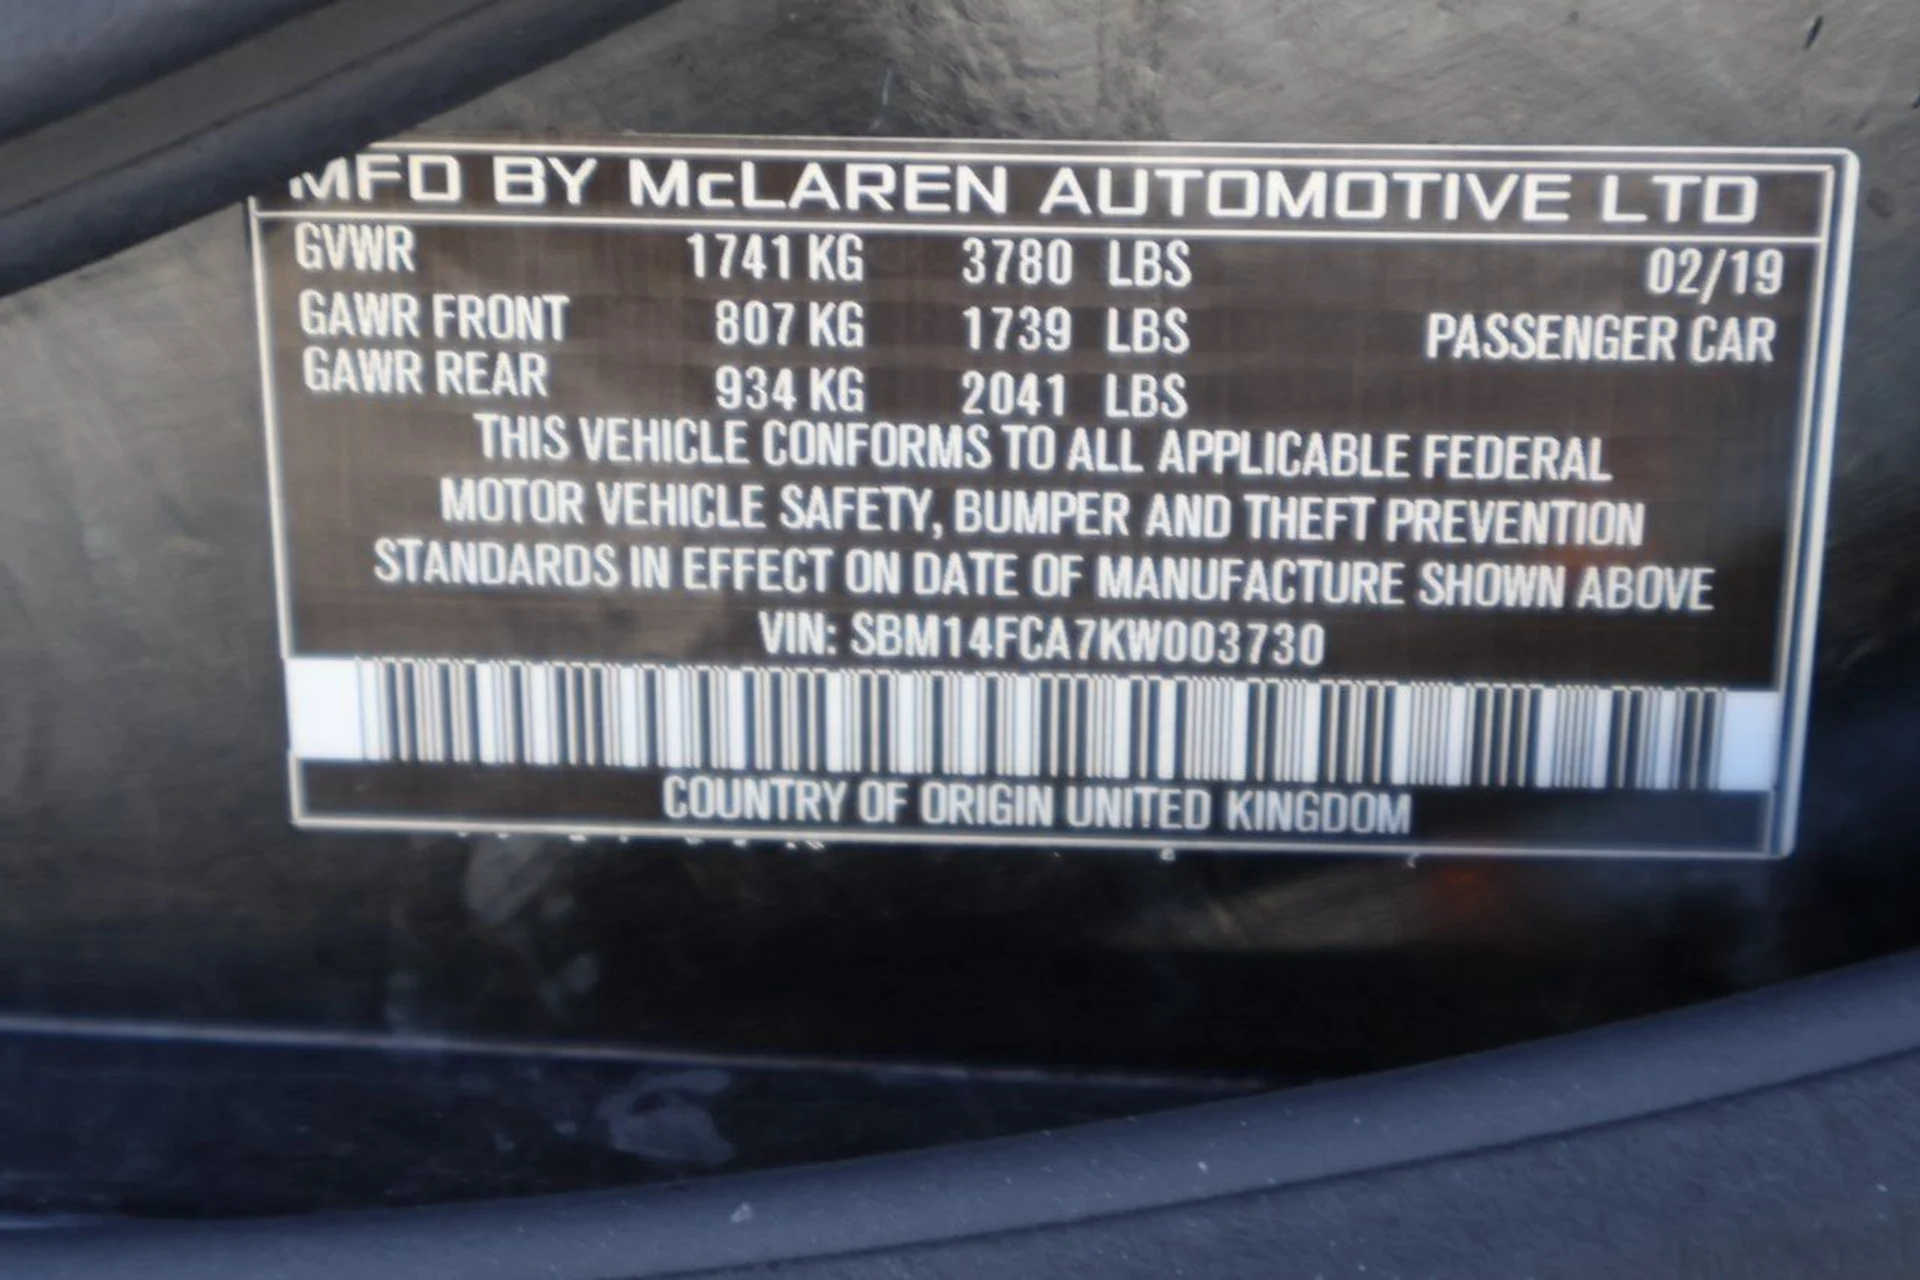 MFD BY McLAREN AUTOMOTIVE LTD
GVWR 1741 KG 3780 LBS 02/19
GAWR FRONT 807 KG 1739 LBS PASSENGER CAR
GAWR REAR 934 KG 2041 LBS
THIS VEHICLE CONFORMS TO ALL APPLICABLE FEDERAL
MOTOR VEHICLE SAFETY, BUMPER AND THEFT PREVENTION
STANDARDS IN EFFECT ON DATE OF MANUFACTURE SHOWN ABOVE
VIN: SBM14FCA7KW003730
COUNTRY OF ORIGIN UNITED KINGDOM